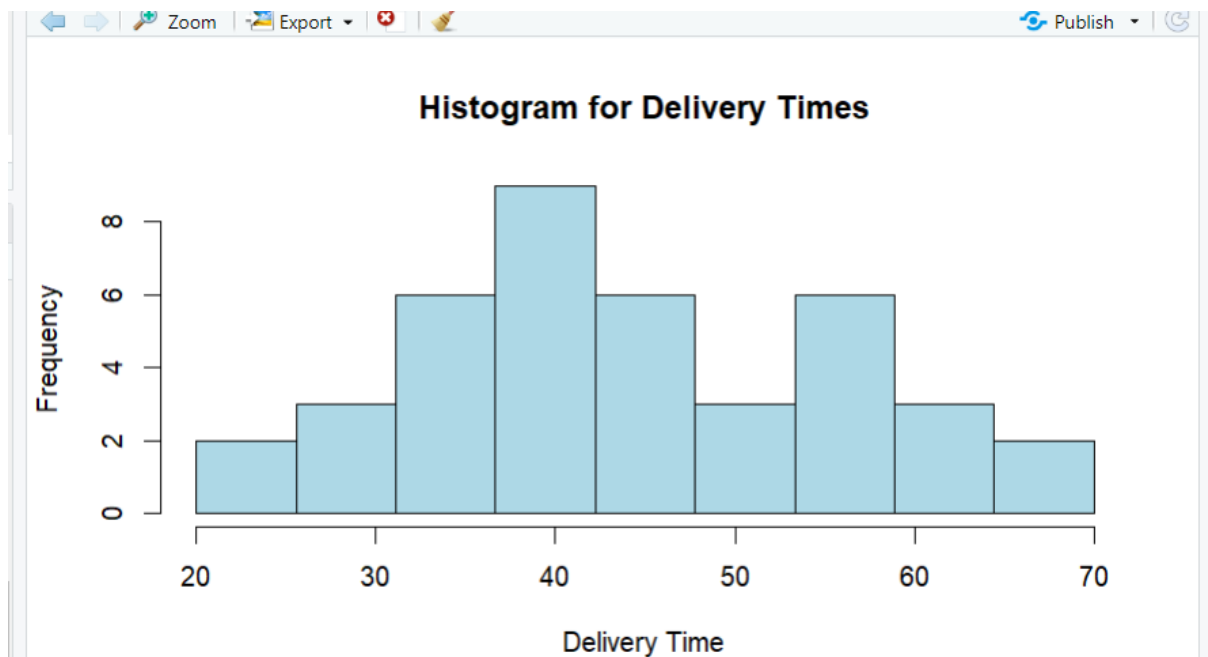 Zoom Export Publish
Histogram for Delivery Times
8
6
4
2
0
Frequency
20 30 40 50 60 70
Delivery Time